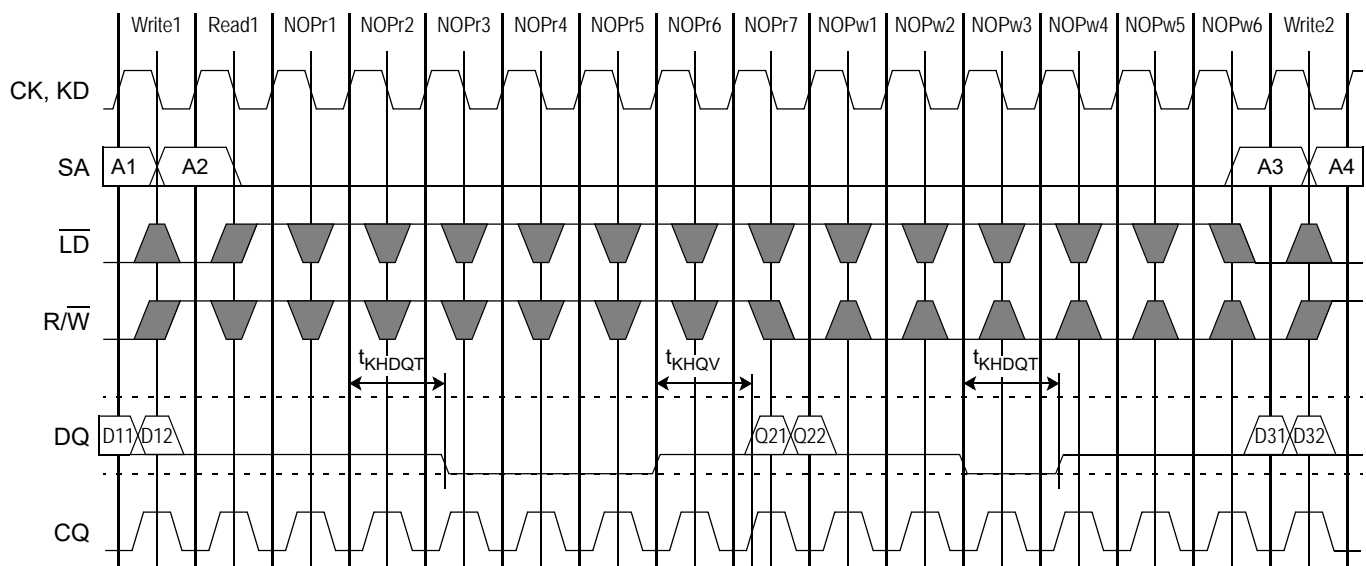 Write1 Read1 NOPr1 NOPr2 NOPr3 NOPr4 NOPr5 NOPr6 NOPr7 NOPw1 NOPw2 NOPw3 NOPw4 NOPw5 NOPw6 Write2
CK, KD
SA A1 A2 A3 A4
LD
R/W
tKHDQT tKHQV tKHDQT
DQ D11 D12 Q21 Q22 D31 D32
CQ